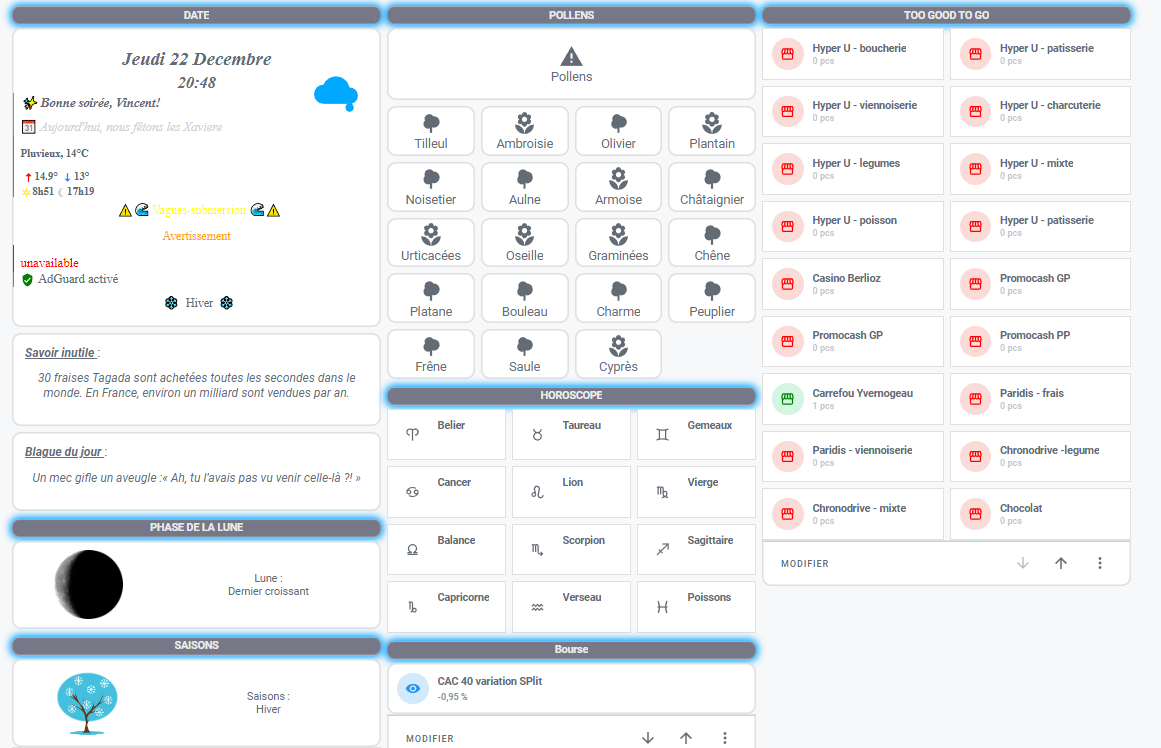 DATE
Jeudi 22 Decembre
20:48
Bonne soirée, Vincent!
31 Aujourd'hui, nous fêtons les Xaviere
Pluvieux, 14°C
14.9° 13°
8h51 17h19
Vagues-submersion
Avertissement
unavailable
AdGuard activé
Hiver
Savoir inutile :
30 fraises Tagada sont achetées toutes les secondes dans le
monde. En France, environ un milliard sont vendues par an.
Blague du jour :
Un mec gifle un aveugle :« Ah, tu l'avais pas vu venir celle-là ?! »
PHASE DE LA LUNE
Lune :
Dernier croissant
SAISONS
Saisons :
Hiver
POLLENS
Pollens
Tilleul
Ambroisie
Olivier
Plantain
Noisetier
Aulne
Armoise
Châtaignier
Urticacées
Oseille
Graminées
Chêne
Platane
Bouleau
Charme
Peuplier
Frêne
Saule
Cyprès
HOROSCOPE
Belier
Taureau
Gemeaux
Cancer
Lion
Vierge
Balance
Scorpion
Sagittaire
Capricorne
Verseau
Poissons
Bourse
CAC 40 variation SPlit
-0,95 %
MODIFIER
TOO GOOD TO GO
Hyper U - boucherie
0 pcs
Hyper U - patisserie
0 pcs
Hyper U - viennoiserie
0 pcs
Hyper U - charcuterie
0 pcs
Hyper U - legumes
0 pcs
Hyper U - mixte
0 pcs
Hyper U - poisson
0 pcs
Hyper U - patisserie
0 pcs
Casino Berlioz
0 pcs
Promocash GP
0 pcs
Promocash GP
0 pcs
Promocash PP
0 pcs
Carrefou Yvernogeau
1 pcs
Paridis - frais
0 pcs
Paridis - viennoiserie
0 pcs
Chronodrive -legume
0 pcs
Chronodrive - mixte
0 pcs
Chocolat
0 pcs
MODIFIER